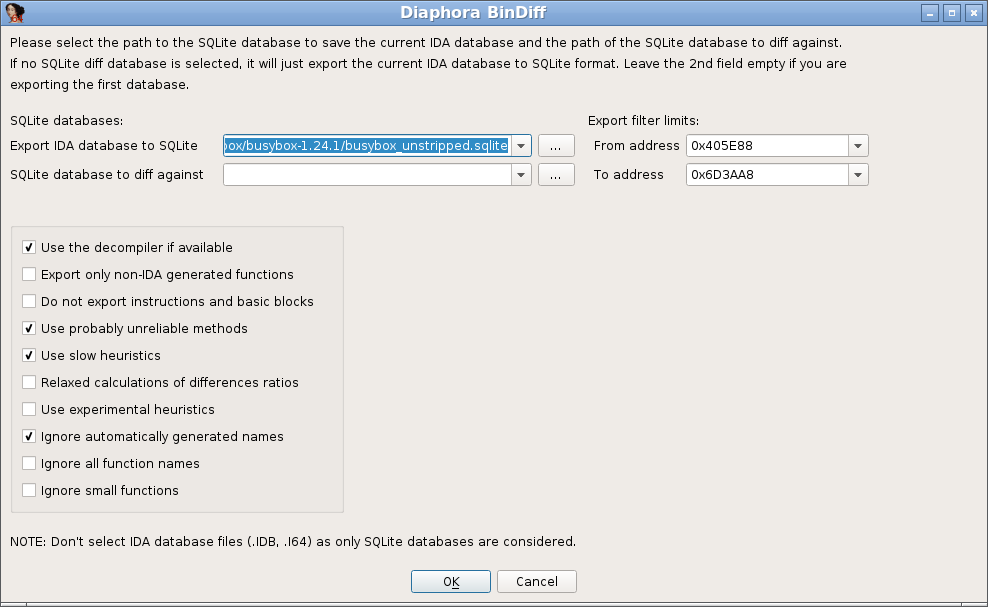 Diaphora BinDiff
Please select the path to the SQLite database to save the current IDA database and the path of the SQLite database to diff against.
If no SQLite diff database is selected, it will just export the current IDA database to SQLite format. Leave the 2nd field empty if you are
exporting the first database.
SQLite databases:
Export filter limits:
Export IDA database to SQLite
ox/busybox-1.24.1/busybox_unstripped.sqlite
...
From address
0x405E88
SQLite database to diff against
...
To address
0x6D3AA8
Use the decompiler if available
Export only non-IDA generated functions
Do not export instructions and basic blocks
Use probably unreliable methods
Use slow heuristics
Relaxed calculations of differences ratios
Use experimental heuristics
Ignore automatically generated names
Ignore all function names
Ignore small functions
NOTE: Don't select IDA database files (.IDB, .I64) as only SQLite databases are considered.
OK
Cancel